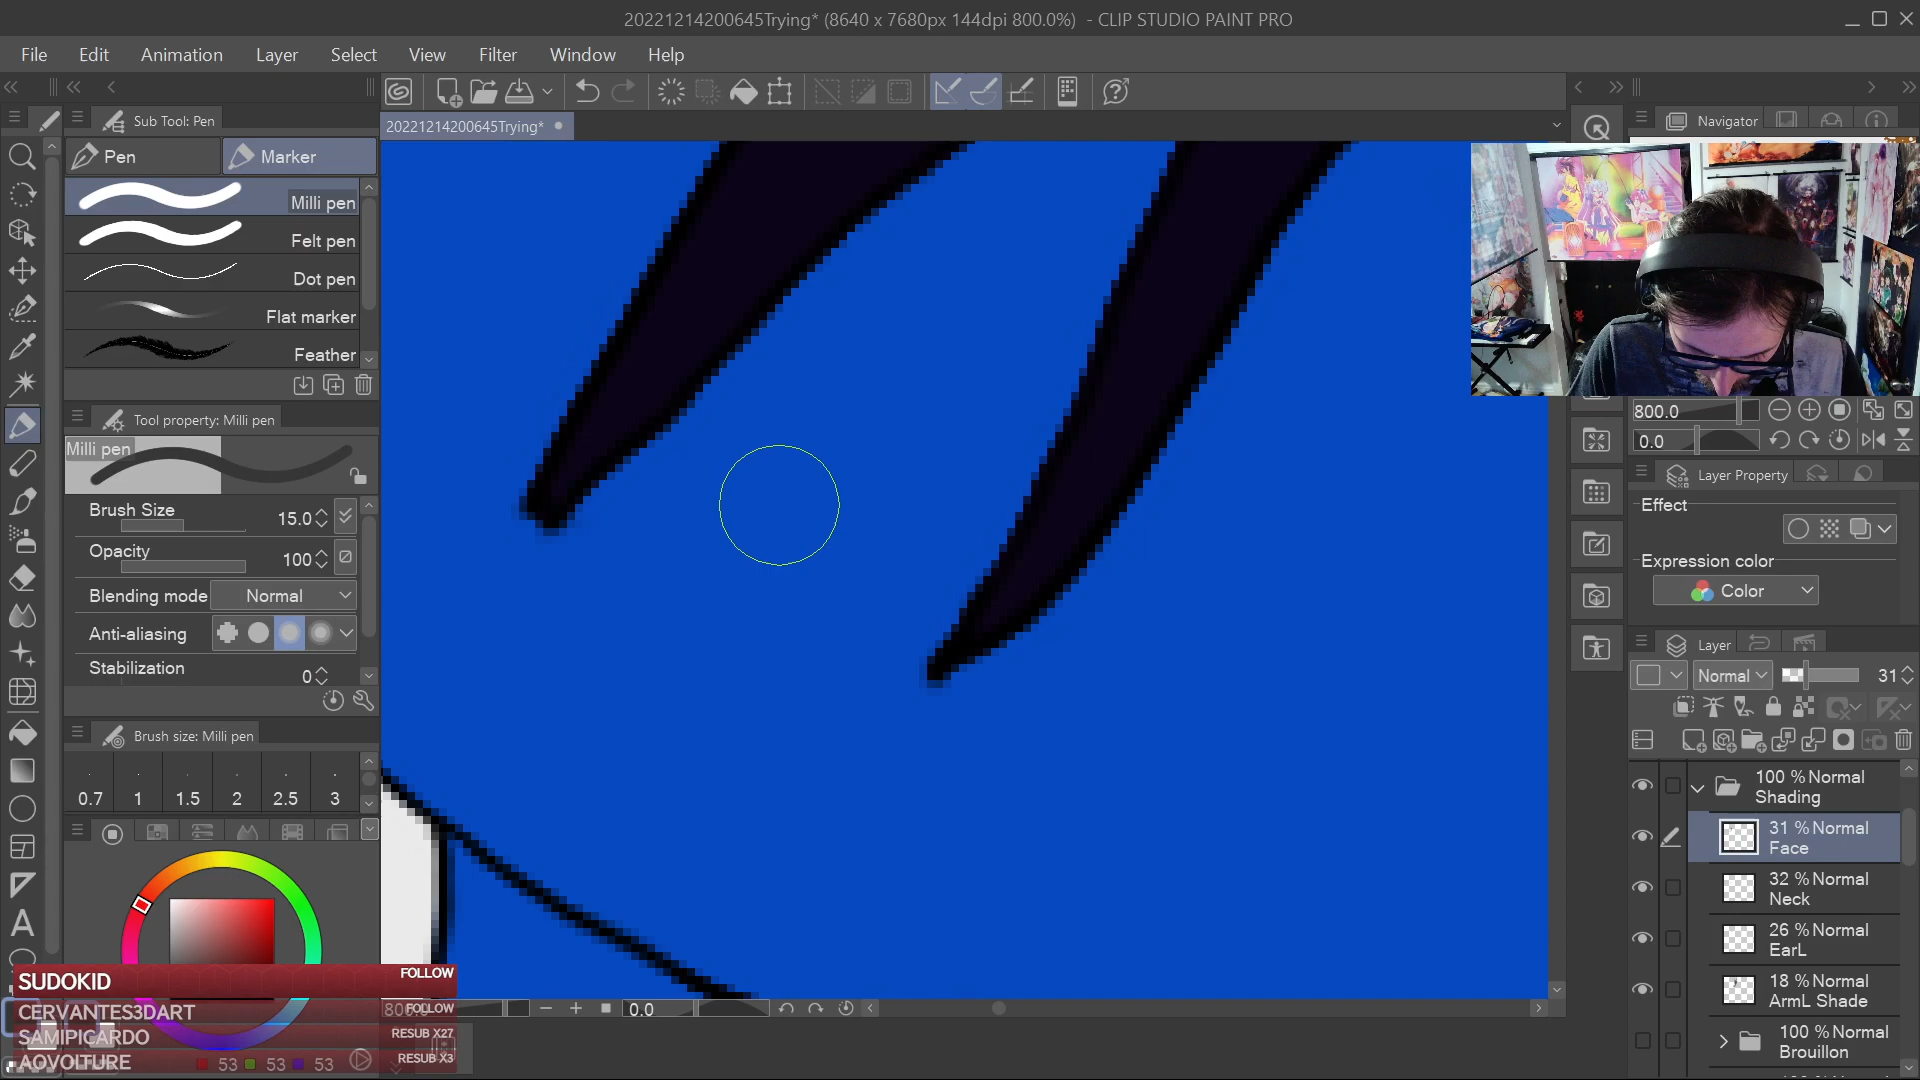 20221214200645Trying* (8640 x 7680px 144dpi 800.0%) - CLIP STUDIO PAINT PRO
File Edit Animation Layer Select View Filter Window Help
Sub Tool: Pen
20221214200645Trying*
Navigator
Pen
Marker
Milli pen
Felt pen
Dot pen
Flat marker
Feather
Tool property: Milli pen
Milli pen
Brush Size 15.0
Opacity 100
Blending mode Normal
Anti-aliasing
Stabilization 0
Brush size: Milli pen
0.7 1 1.5 2 2.5 3
800.0
0.0
Layer Property
Effect
Expression color
Color
Layer
Normal 31
100 % Normal
Shading
31 % Normal
Face
32 % Normal
Neck
26 % Normal
EarL
18 % Normal
ArmL Shade
100 % Normal
Brouillon
SUDOKID FOLLOW
CERVANTES3DART FOLLOW
SAMIPICARDO RESUB X27
AOVOLTURE RESUB X3
53 53 53
0.0